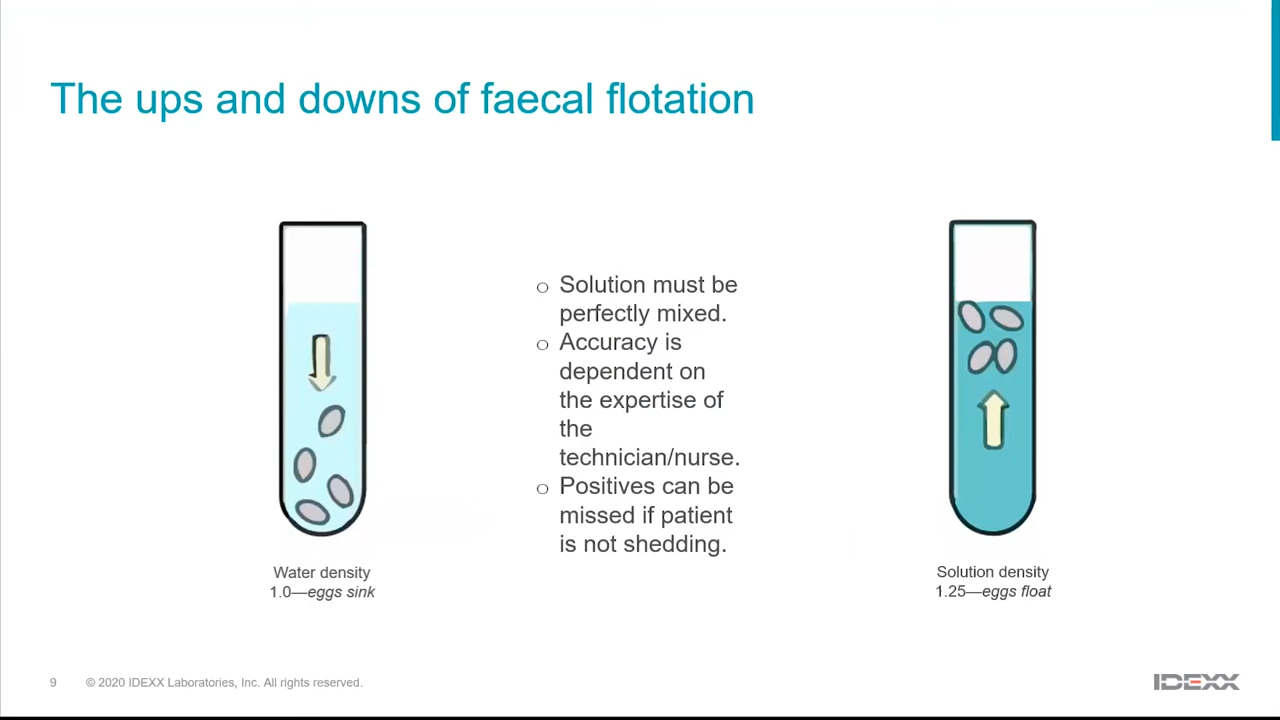 The ups and downs of faecal flotation
o Solution must be
perfectly mixed.
o Accuracy is
dependent on
the expertise of
the
technician/nurse.
o Positives can be
missed if patient
is not shedding.
Water density
1.0—eggs sink
Solution density
1.25—eggs float
9 © 2020 IDEXX Laboratories, Inc. All rights reserved.
IDEXX